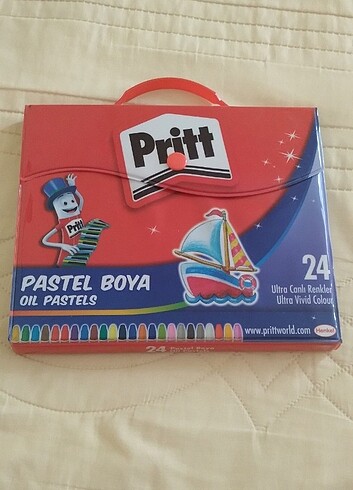 Pritt
Pritt
PASTEL BOYA
OIL PASTELS
24
Ultra Canlı Renkler
Ultra Vivid Colour
www.prittworld.com
Henkel
24